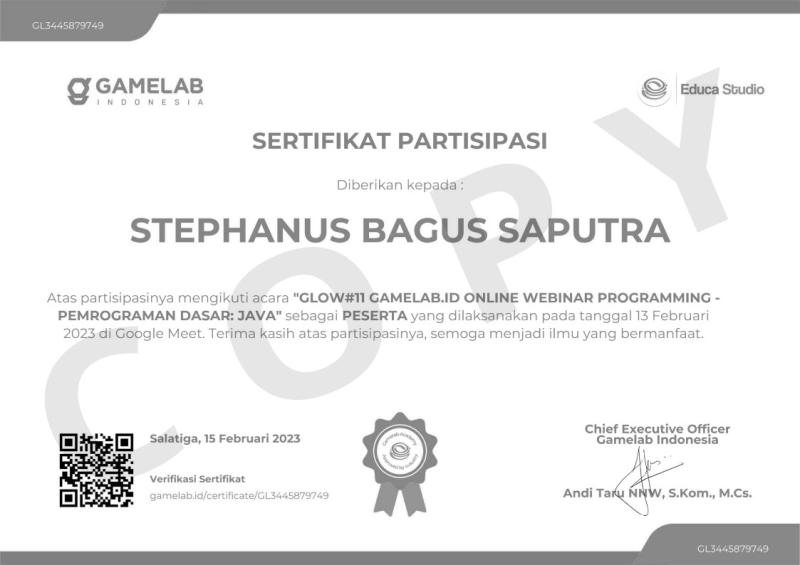 GL3445879749
GAMELAB
INDONESIA
Educa Studio
SERTIFIKAT PARTISIPASI
Diberikan kepada :
STEPHANUS BAGUS SAPUTRA
Atas partisipasinya mengikuti acara "GLOW#11 GAMELAB.ID ONLINE WEBINAR PROGRAMMING -
PEMROGRAMAN DASAR: JAVA" sebagai PESERTA yang dilaksanakan pada tanggal 13 Februari
2023 di Google Meet. Terima kasih atas partisipasinya, semoga menjadi ilmu yang bermanfaat.
COPY
Salatiga, 15 Februari 2023
Verifikasi Sertifikat
gamelab.id/certificate/GL3445879749
Gamelab Academy
Approved by Industry
Chief Executive Officer
Gamelab Indonesia
Andi Taru NNW, S.Kom., M.Cs.
GL3445879749